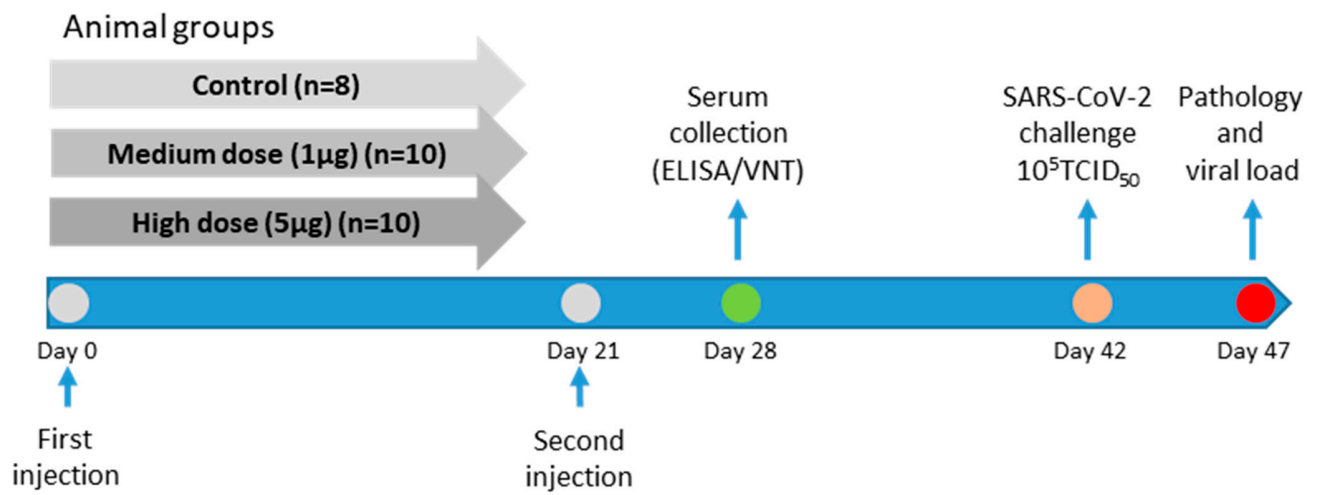 Animal groups
Control (n=8)
Medium dose (1µg) (n=10)
High dose (5µg) (n=10)
Serum
collection
(ELISA/VNT)
SARS-CoV-2
challenge
10⁵TCID₅₀
Pathology
and
viral load
Day 0
Day 21
Day 28
Day 42
Day 47
First
injection
Second
injection